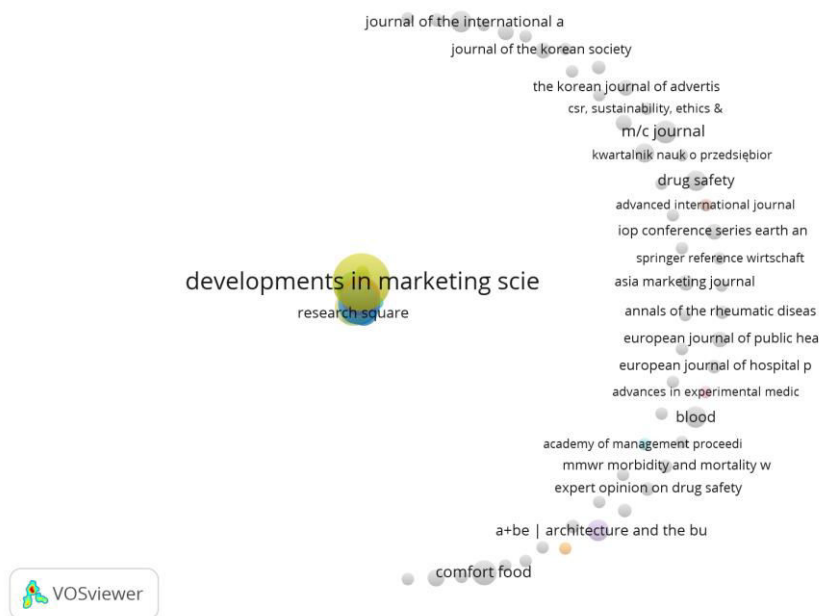 journal of the international a
journal of the korean society
the korean journal of advertis
csr, sustainability, ethics &
m/c journal
kwartalnik nauk o przedsiębior
drug safety
advanced international journal
iop conference series earth an
springer reference wirtschaft
developments in marketing scie
asia marketing journal
research square
annals of the rheumatic diseas
european journal of public hea
european journal of hospital p
advances in experimental medic
blood
academy of management proceedi
mmwr morbidity and mortality w
expert opinion on drug safety
a+be | architecture and the bu
comfort food
VOSviewer